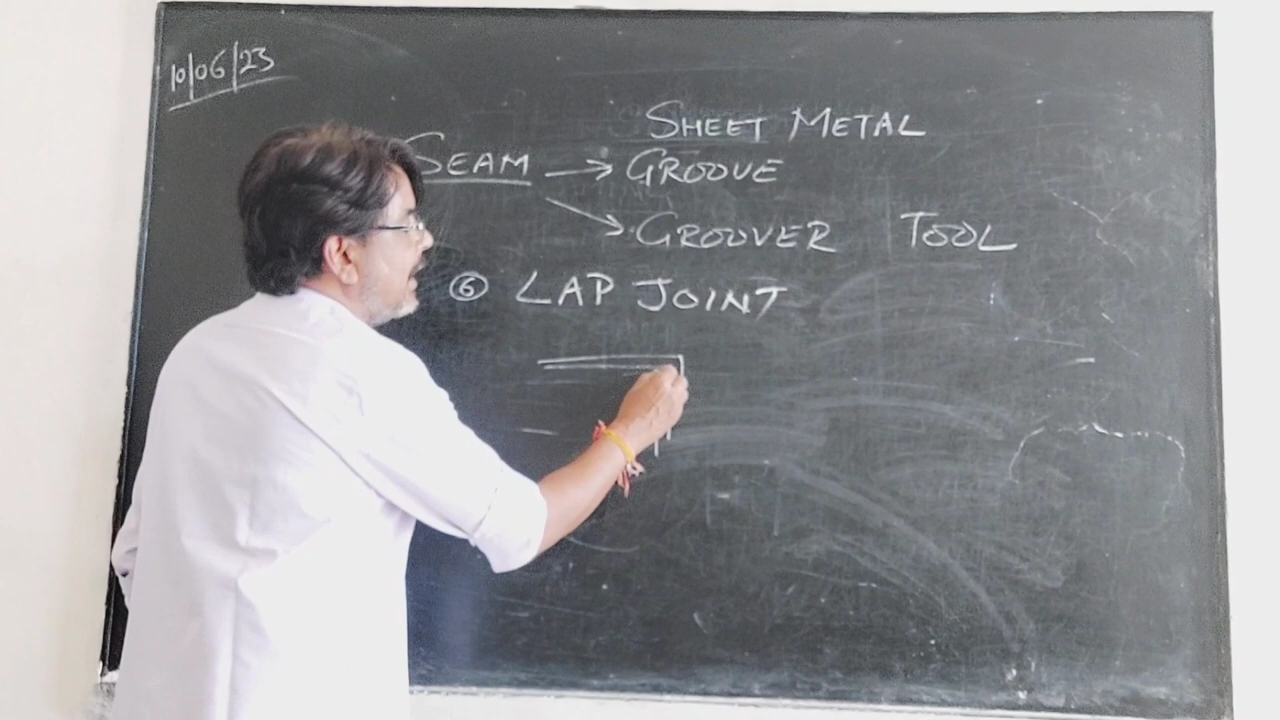 10/06/23
SHEET METAL
SEAM → GROOVE
→ GROOVER TOOL
⑥ LAP JOINT